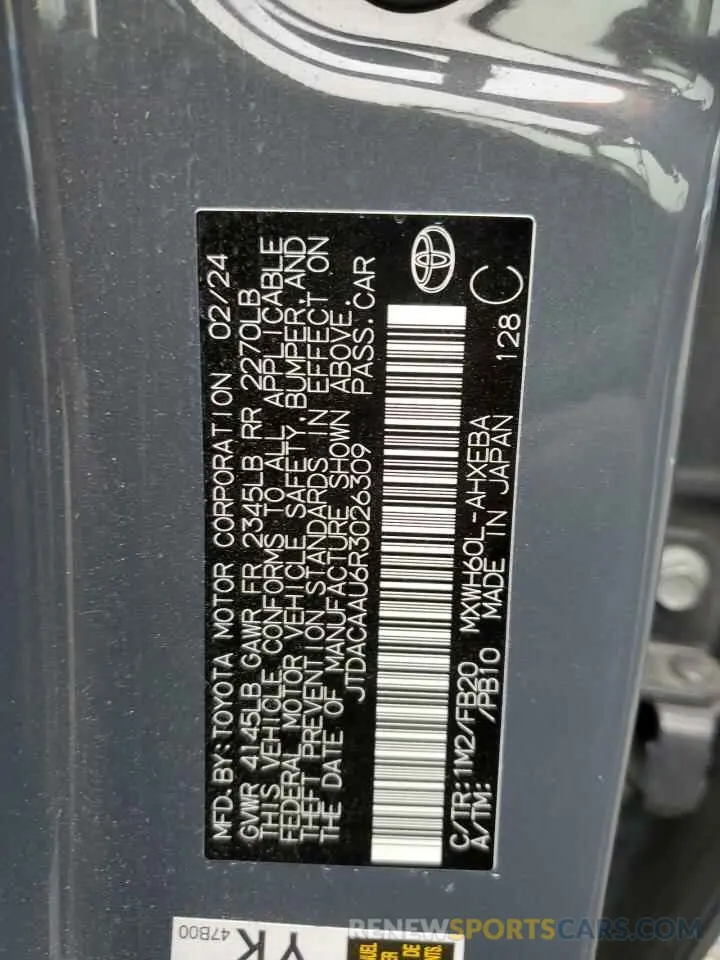 MFD. BY: TOYOTA MOTOR CORPORATION 02/24
GVWR 4145LB GAWR FR 2345LB RR 2270LB
THIS VEHICLE CONFORMS TO ALL APPLICABLE
FEDERAL MOTOR VEHICLE SAFETY, BUMPER, AND
THEFT PREVENTION STANDARDS IN EFFECT ON
THE DATE OF MANUFACTURE SHOWN ABOVE.
JTDACAAU6R3026309 PASS. CAR
C/TR: 1M2/FB20 MXWH60L-AHXEBA
A/TM: /PB10 MADE IN JAPAN 128 C
47B00
YK
DE
RENEWSPORTCARS.COM